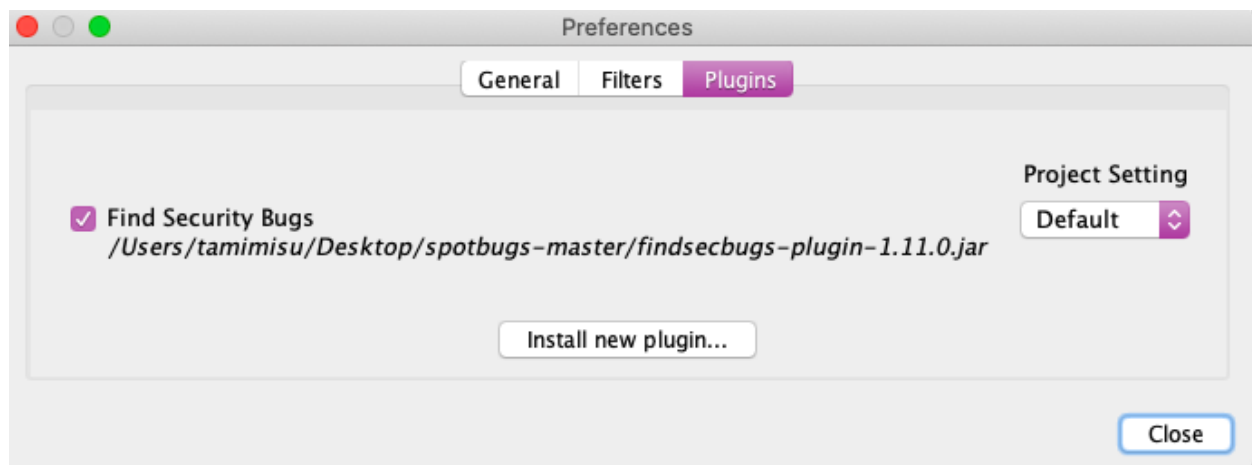 Preferences
General Filters Plugins
Project Setting
Find Security Bugs
Default
/Users/tamimisu/Desktop/spotbugs-master/findsecbugs-plugin-1.11.0.jar
Install new plugin...
Close